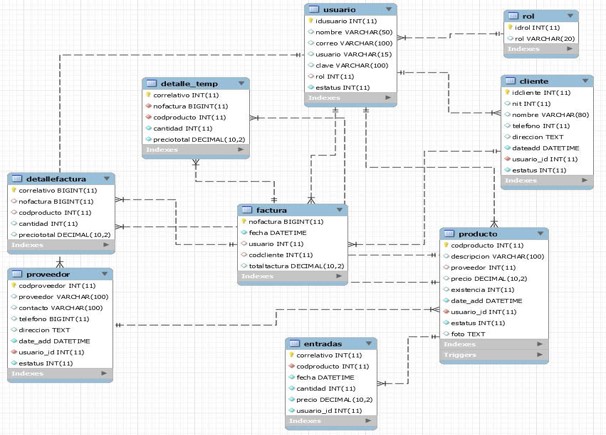 usuario
idusuario INT(11)
nombre VARCHAR(50)
correo VARCHAR(100)
usuario VARCHAR(15)
clave VARCHAR(100)
rol INT(11)
estatus INT(11)
Indexes
rol
idrol INT(11)
rol VARCHAR(20)
Indexes
detalle_temp
correlativo INT(11)
nofactura BIGINT(11)
codproducto INT(11)
cantidad INT(11)
preciototal DECIMAL(10,2)
Indexes
cliente
idcliente INT(11)
nit INT(11)
nombre VARCHAR(80)
telefono INT(11)
direccion TEXT
dateadd DATETIME
usuario_id INT(11)
estatus INT(11)
Indexes
detallefactura
correlativo BIGINT(11)
nofactura BIGINT(11)
codproducto INT(11)
cantidad INT(11)
preciototal DECIMAL(10,2)
Indexes
factura
nofactura BIGINT(11)
fecha DATETIME
usuario INT(11)
codcliente INT(11)
totalfactura DECIMAL(10,2)
Indexes
producto
codproducto INT(11)
descripcion VARCHAR(100)
proveedor INT(11)
precio DECIMAL(10,2)
existencia INT(11)
date_add DATETIME
usuario_id INT(11)
estatus INT(11)
foto TEXT
Indexes
Triggers
proveedor
codproveedor INT(11)
proveedor VARCHAR(100)
contacto VARCHAR(100)
telefono BIGINT(11)
direccion TEXT
date_add DATETIME
usuario_id INT(11)
estatus INT(11)
Indexes
entradas
correlativo INT(11)
codproducto INT(11)
fecha DATETIME
cantidad INT(11)
precio DECIMAL(10,2)
usuario_id INT(11)
Indexes